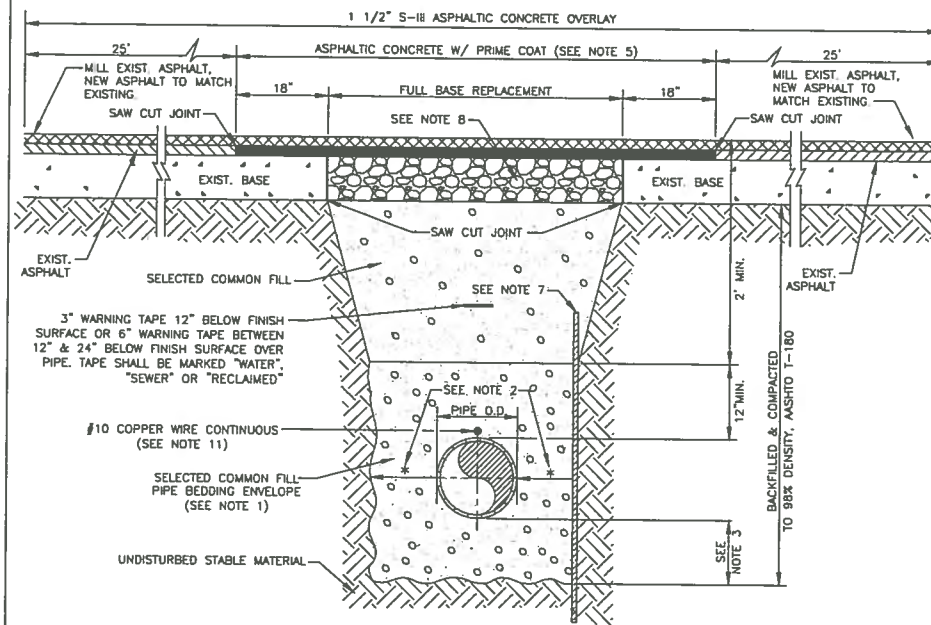 1 1/2" S-III ASPHALTIC CONCRETE OVERLAY
25'
ASPHALTIC CONCRETE W/ PRIME COAT (SEE NOTE 5)
25'
MILL EXIST. ASPHALT,
NEW ASPHALT TO MATCH
EXISTING.
MILL EXIST. ASPHALT,
NEW ASPHALT TO
MATCH EXISTING.
18"
FULL BASE REPLACEMENT
18"
SAW CUT JOINT
SEE NOTE 8
SAW CUT JOINT
EXIST. BASE
EXIST. BASE
SAW CUT JOINT
EXIST.
ASPHALT
EXIST.
ASPHALT
SELECTED COMMON FILL
SEE NOTE 7
2' MIN.
3" WARNING TAPE 12" BELOW FINISH
SURFACE OR 6" WARNING TAPE BETWEEN
12" & 24" BELOW FINISH SURFACE OVER
PIPE. TAPE SHALL BE MARKED "WATER",
"SEWER" OR "RECLAIMED"
SEE NOTE 2
PIPE O.D.
12"MIN.
#10 COPPER WIRE CONTINUOUS
(SEE NOTE 11)
* *
SELECTED COMMON FILL
PIPE BEDDING ENVELOPE
(SEE NOTE 1)
BACKFILLED & COMPACTED
TO 98% DENSITY, AASHTO T-180
SEE
NOTE 3
UNDISTURBED STABLE MATERIAL